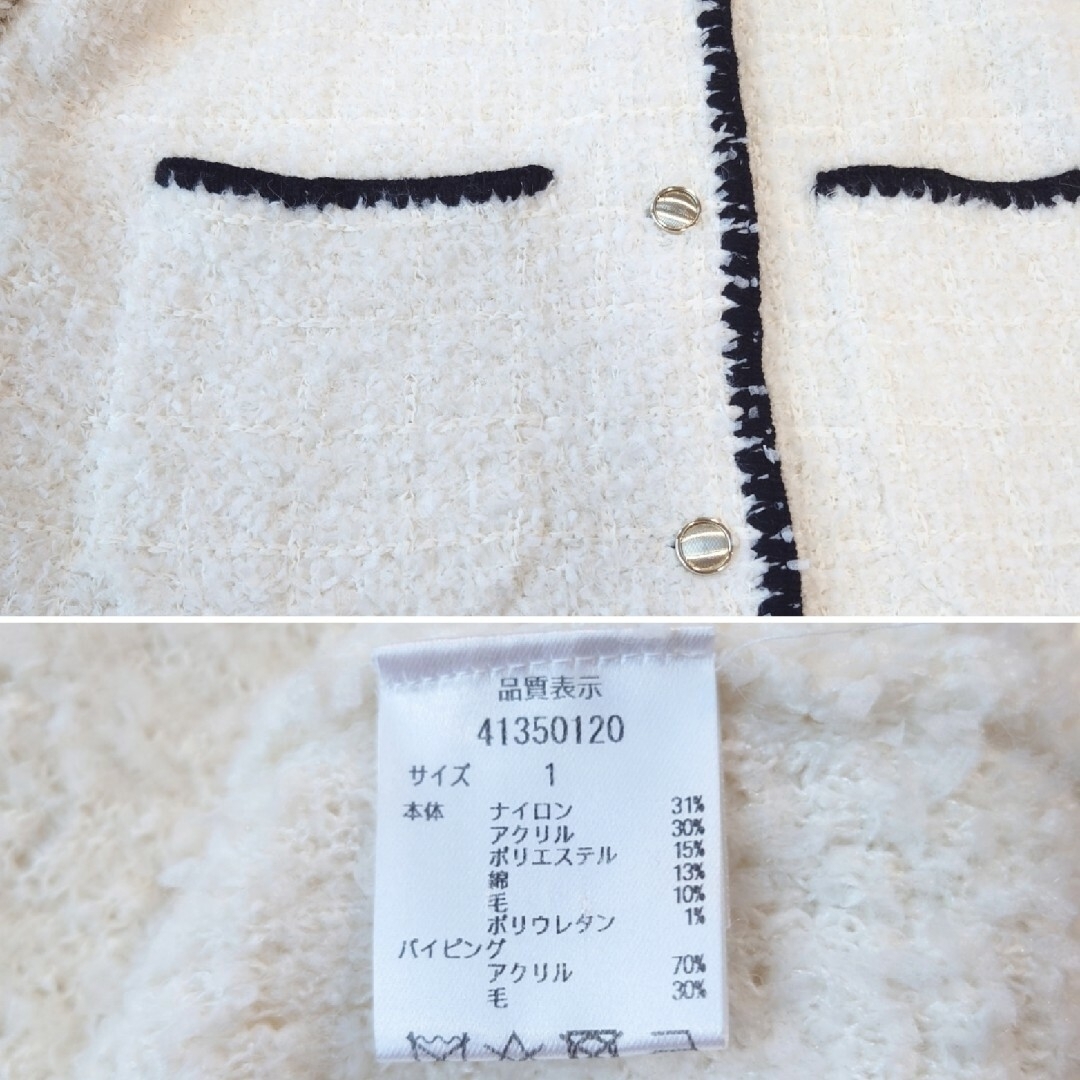 品質表示
41350120
サイズ 1
本体 ナイロン 31%
アクリル 30%
ポリエステル 15%
綿 13%
毛 10%
ポリウレタン 1%
パイピング
アクリル 70%
毛 30%